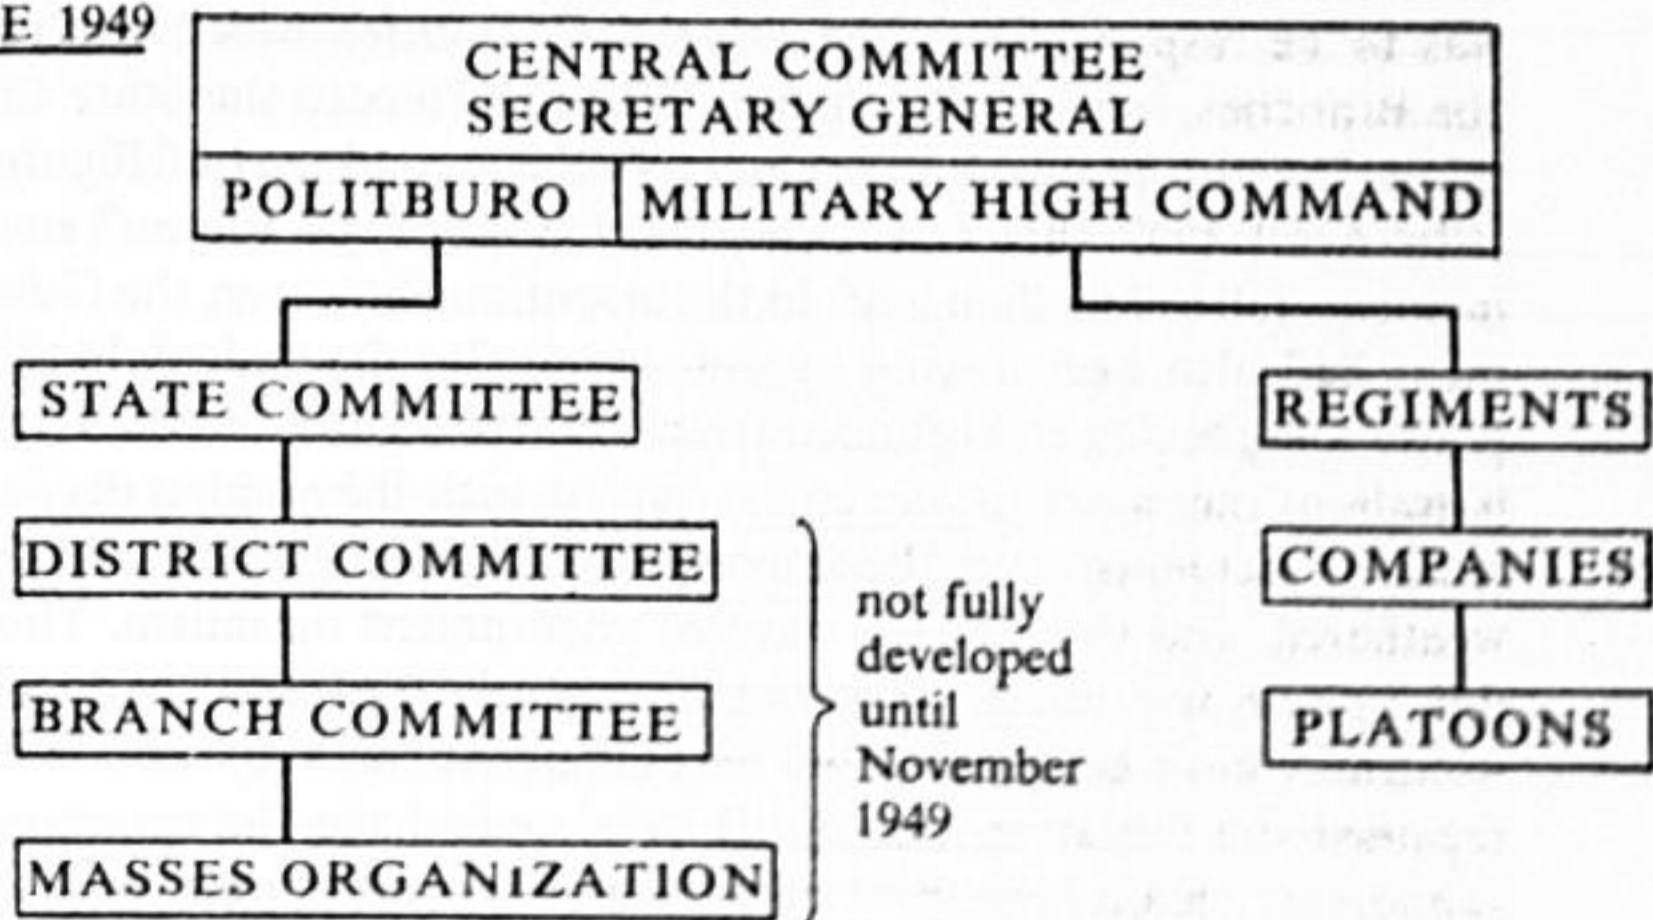 E 1949
CENTRAL COMMITTEE
SECRETARY GENERAL
POLITBURO
MILITARY HIGH COMMAND
STATE COMMITTEE
REGIMENTS
DISTRICT COMMITTEE
COMPANIES
BRANCH COMMITTEE
PLATOONS
MASSES ORGANIZATION
not fully
developed
until
November
1949